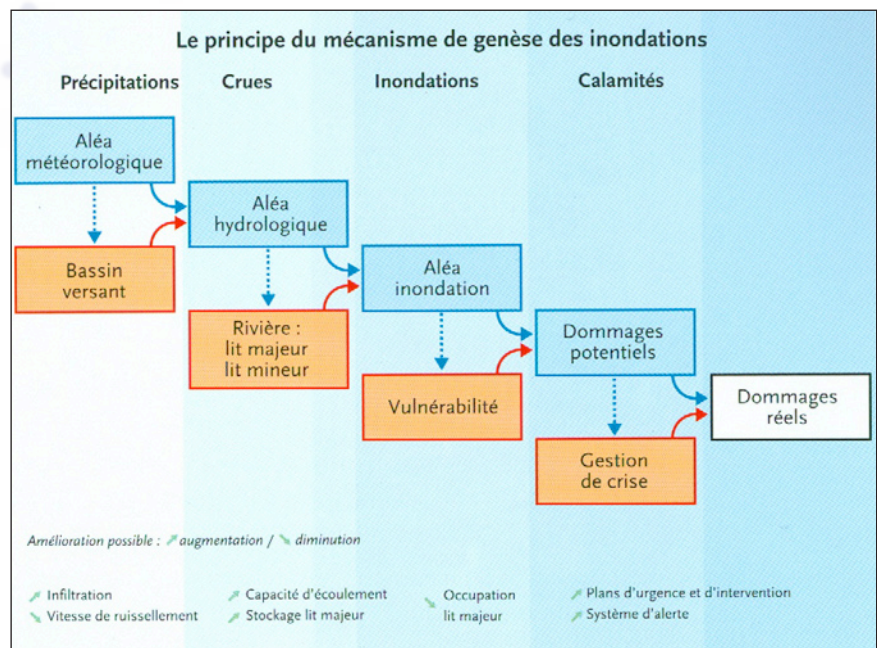 Le principe du mécanisme de genèse des inondations
Précipitations
Crues
Inondations
Calamités
Aléa
météorologique
Aléa
hydrologique
Bassin
versant
Aléa
inondation
Rivière :
lit majeur
lit mineur
Dommages
potentiels
Vulnérabilité
Dommages
réels
Gestion
de crise
Amélioration possible : ↗ augmentation / ↘ diminution
↗ Infiltration
↘ Vitesse de ruissellement
↗ Capacité d'écoulement
↗ Stockage lit majeur
↘ Occupation
lit majeur
↗ Plans d'urgence et d'intervention
↗ Système d'alerte